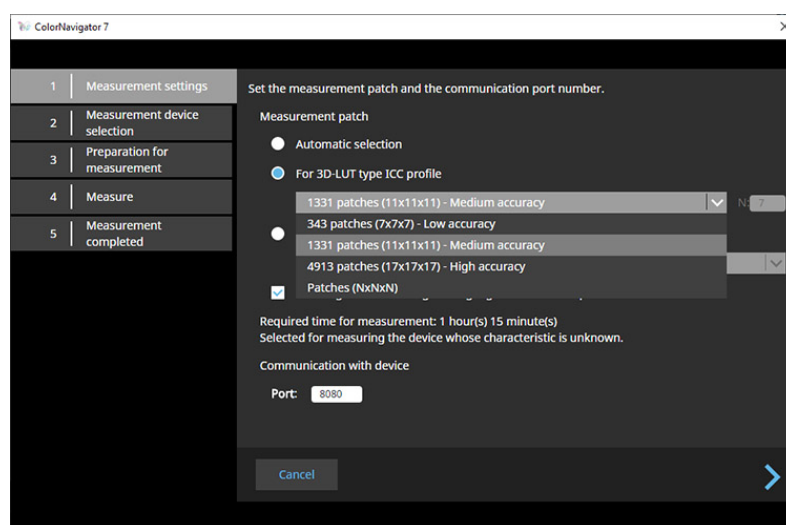 ColorNavigator 7
1 Measurement settings
2 Measurement device
selection
3 Preparation for
measurement
4 Measure
5 Measurement
completed
Set the measurement patch and the communication port number.
Measurement patch
Automatic selection
For 3D-LUT type ICC profile
1331 patches (11x11x11) - Medium accuracy
N: 7
343 patches (7x7x7) - Low accuracy
1331 patches (11x11x11) - Medium accuracy
4913 patches (17x17x17) - High accuracy
Patches (NxNxN)
Required time for measurement: 1 hour(s) 15 minute(s)
Selected for measuring the device whose characteristic is unknown.
Communication with device
Port: 8080
Cancel